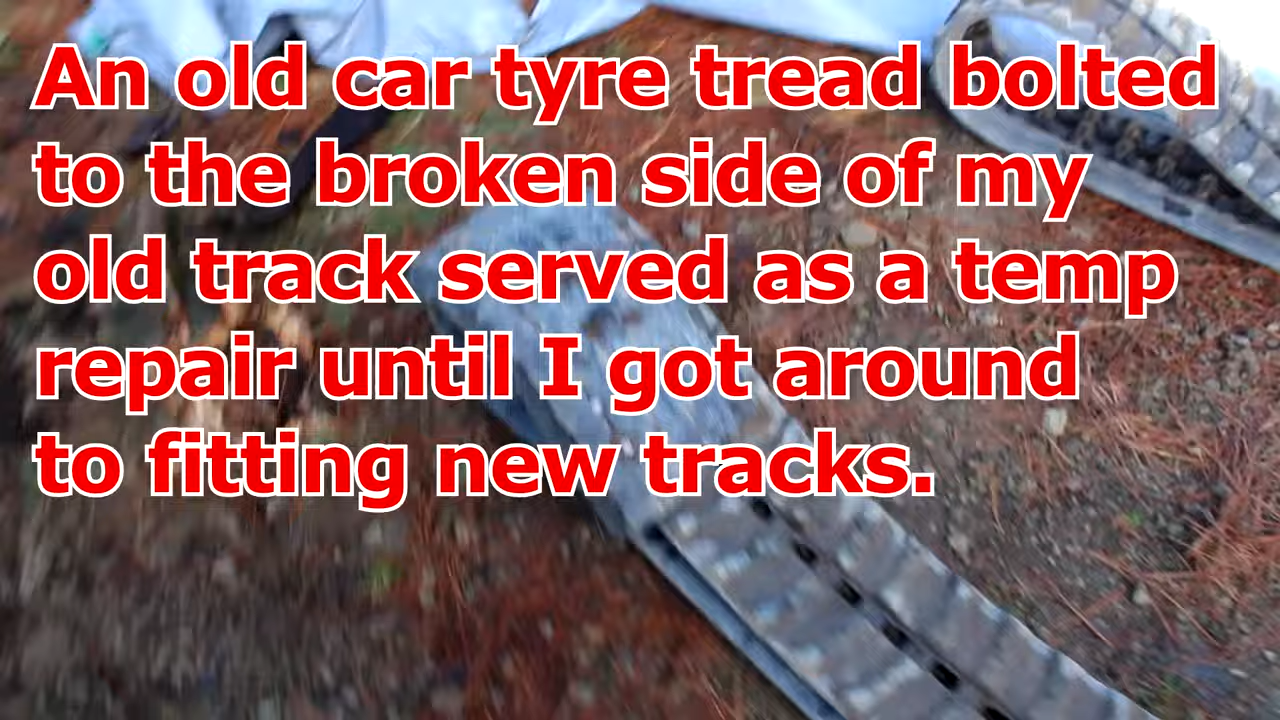 An old car tyre tread bolted
to the broken side of my
old track served as a temp
repair until I got around
to fitting new tracks.